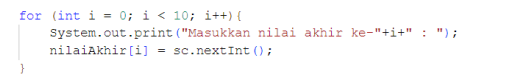 for (int i = 0; i < 10; i++){
System.out.print("Masukkan nilai akhir ke-"+i+" : ");
nilaiAkhir[i] = sc.nextInt();
}